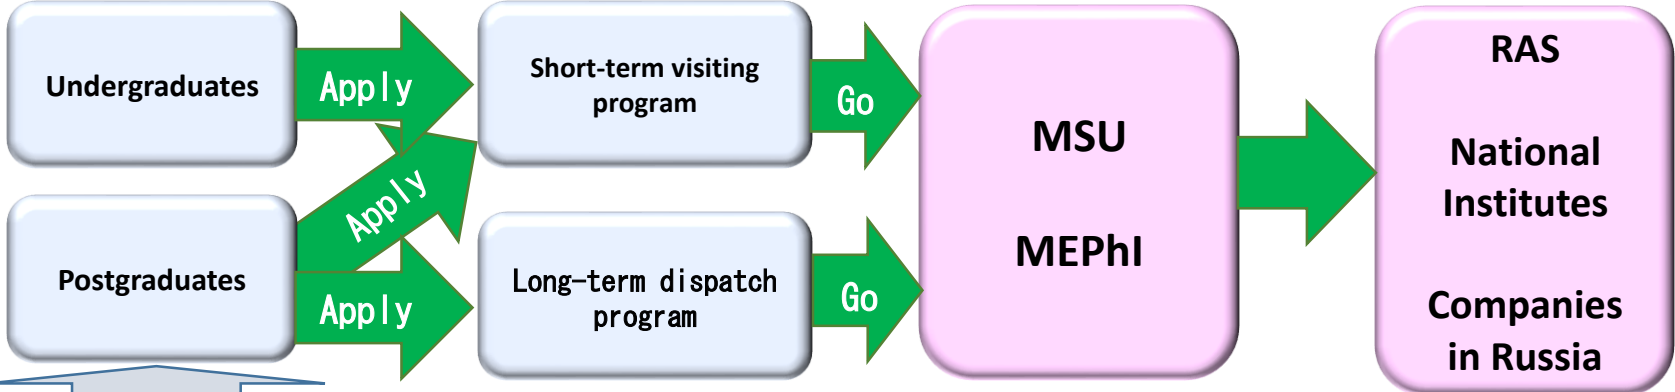 Undergraduates
Apply
Short-term visiting
program
Go
Apply
Postgraduates
Apply
Long-term dispatch
program
Go
MSU
MEPhI
RAS
National
Institutes
Companies
in Russia